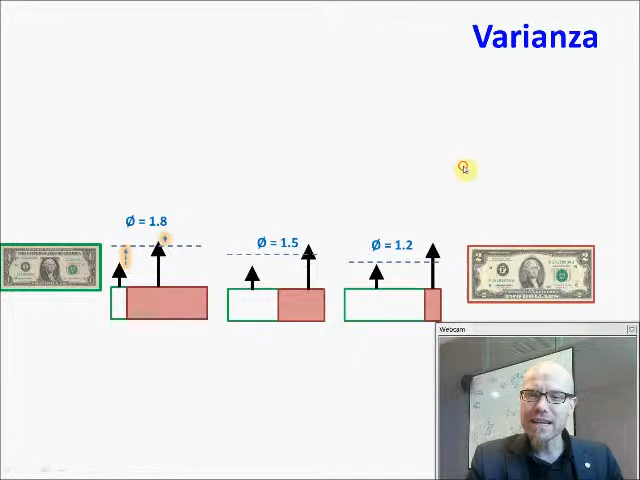 Varianza
Ø = 1.8
Ø = 1.5
Ø = 1.2
Webcam